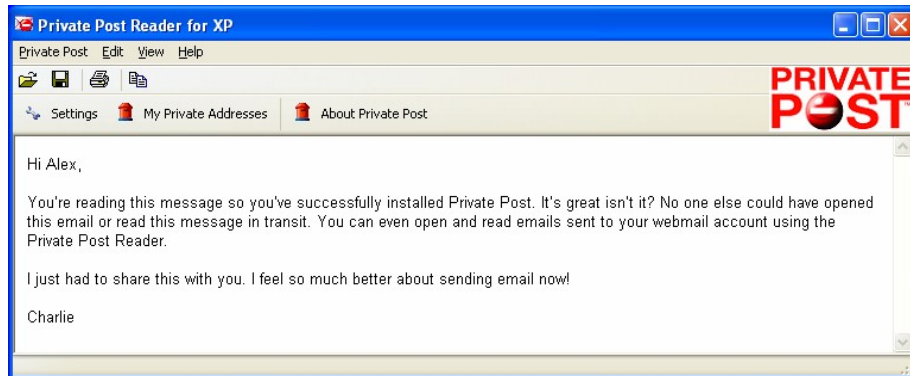 Private Post Reader for XP
Private Post Edit View Help
PRIVATE
POST
Settings My Private Addresses About Private Post
Hi Alex,
You're reading this message so you've successfully installed Private Post. It's great isn't it? No one else could have opened
this email or read this message in transit. You can even open and read emails sent to your webmail account using the
Private Post Reader.
I just had to share this with you. I feel so much better about sending email now!
Charlie